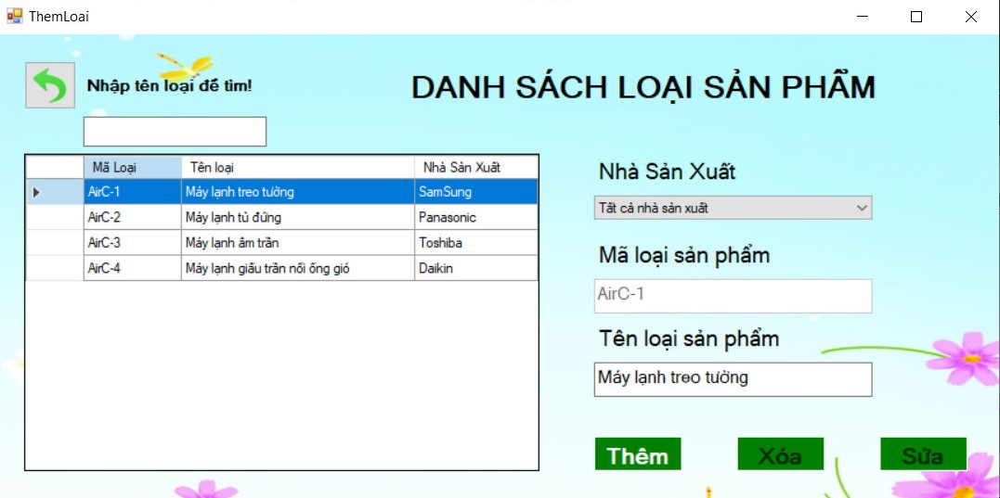 ThemLoai
Nhập tên loại để tìm!
DANH SÁCH LOẠI SẢN PHẨM
Mã Loại Tên loại Nhà Sản Xuất
AirC-1 Máy lạnh treo tường SamSung
AirC-2 Máy lạnh tủ đứng Panasonic
AirC-3 Máy lạnh âm trần Toshiba
AirC-4 Máy lạnh giấu trần nối ống gió Daikin
Nhà Sản Xuất
Tất cả nhà sản xuất
Mã loại sản phẩm
AirC-1
Tên loại sản phẩm
Máy lạnh treo tường
Thêm Xóa Sửa